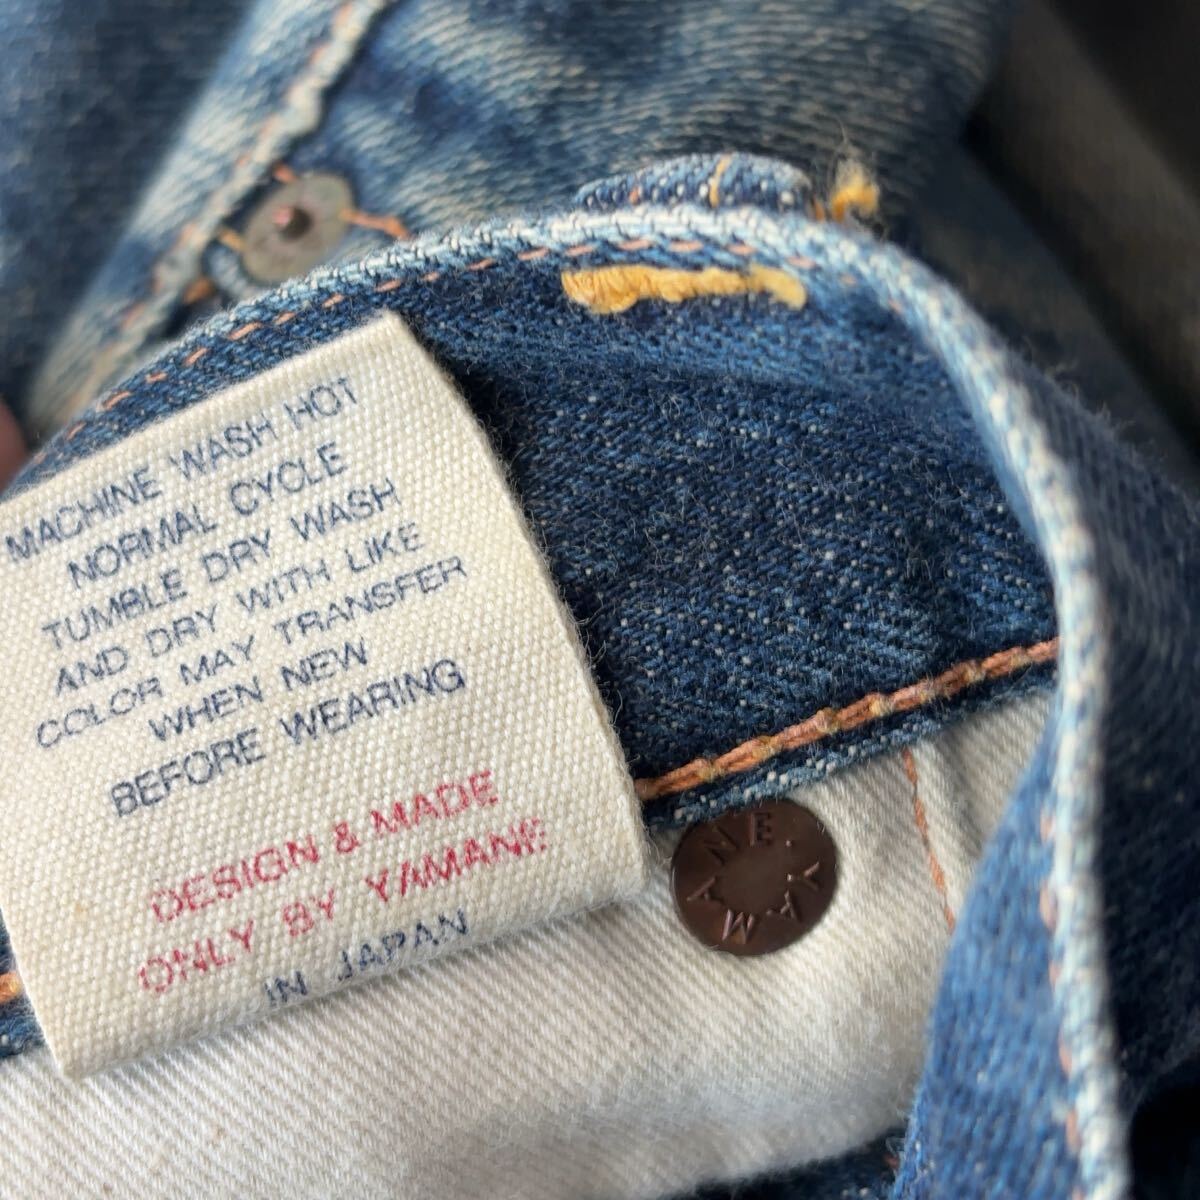 MACHINE WASH HOT
NORMAL CYCLE
TUMBLE DRY WASH
AND DRY WITH LIKE
COLOR MAY TRANSFER
WHEN NEW
BEFORE WEARING
DESIGN & MADE
ONLY BY YAMANE
IN JAPAN
YAMANE.